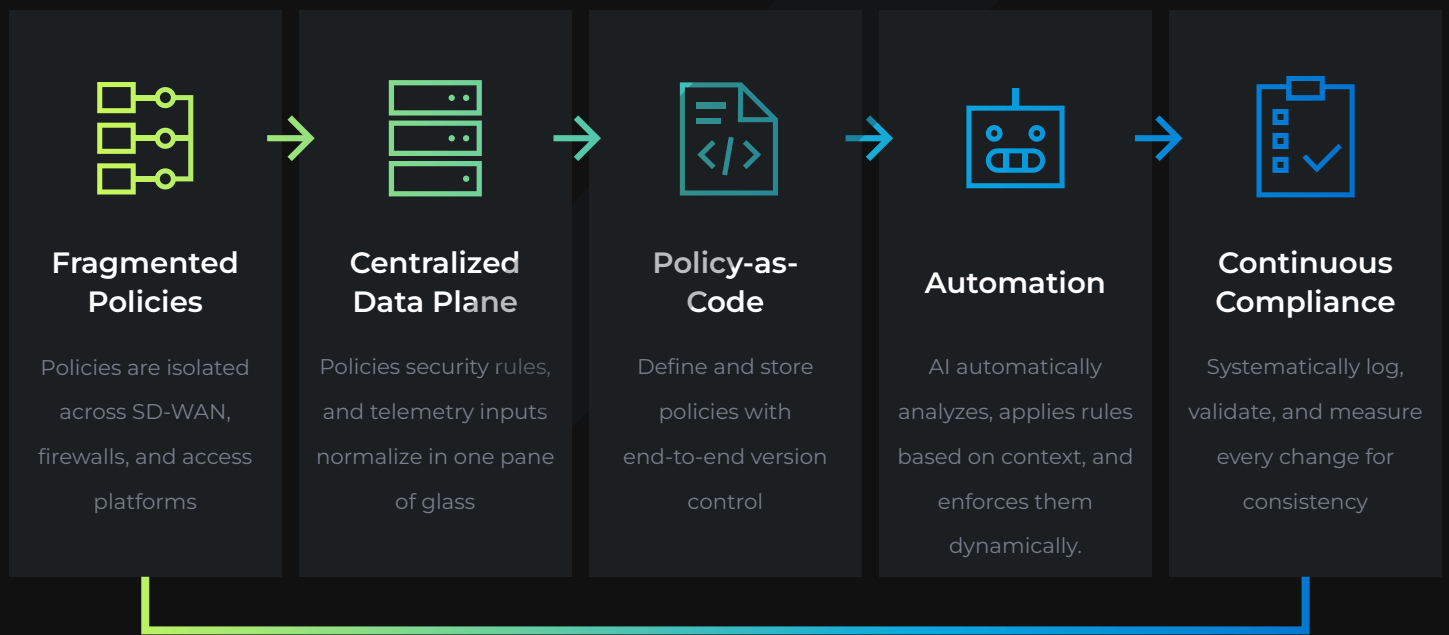 Fragmented
Policies
Policies are isolated
across SD-WAN,
firewalls, and access
platforms
Centralized
Data Plane
Policies security rules,
and telemetry inputs
normalize in one pane
of glass
Policy-as-
Code
Define and store
policies with
end-to-end version
control
Automation
AI automatically
analyzes, applies rules
based on context, and
enforces them
dynamically.
Continuous
Compliance
Systematically log,
validate, and measure
every change for
consistency